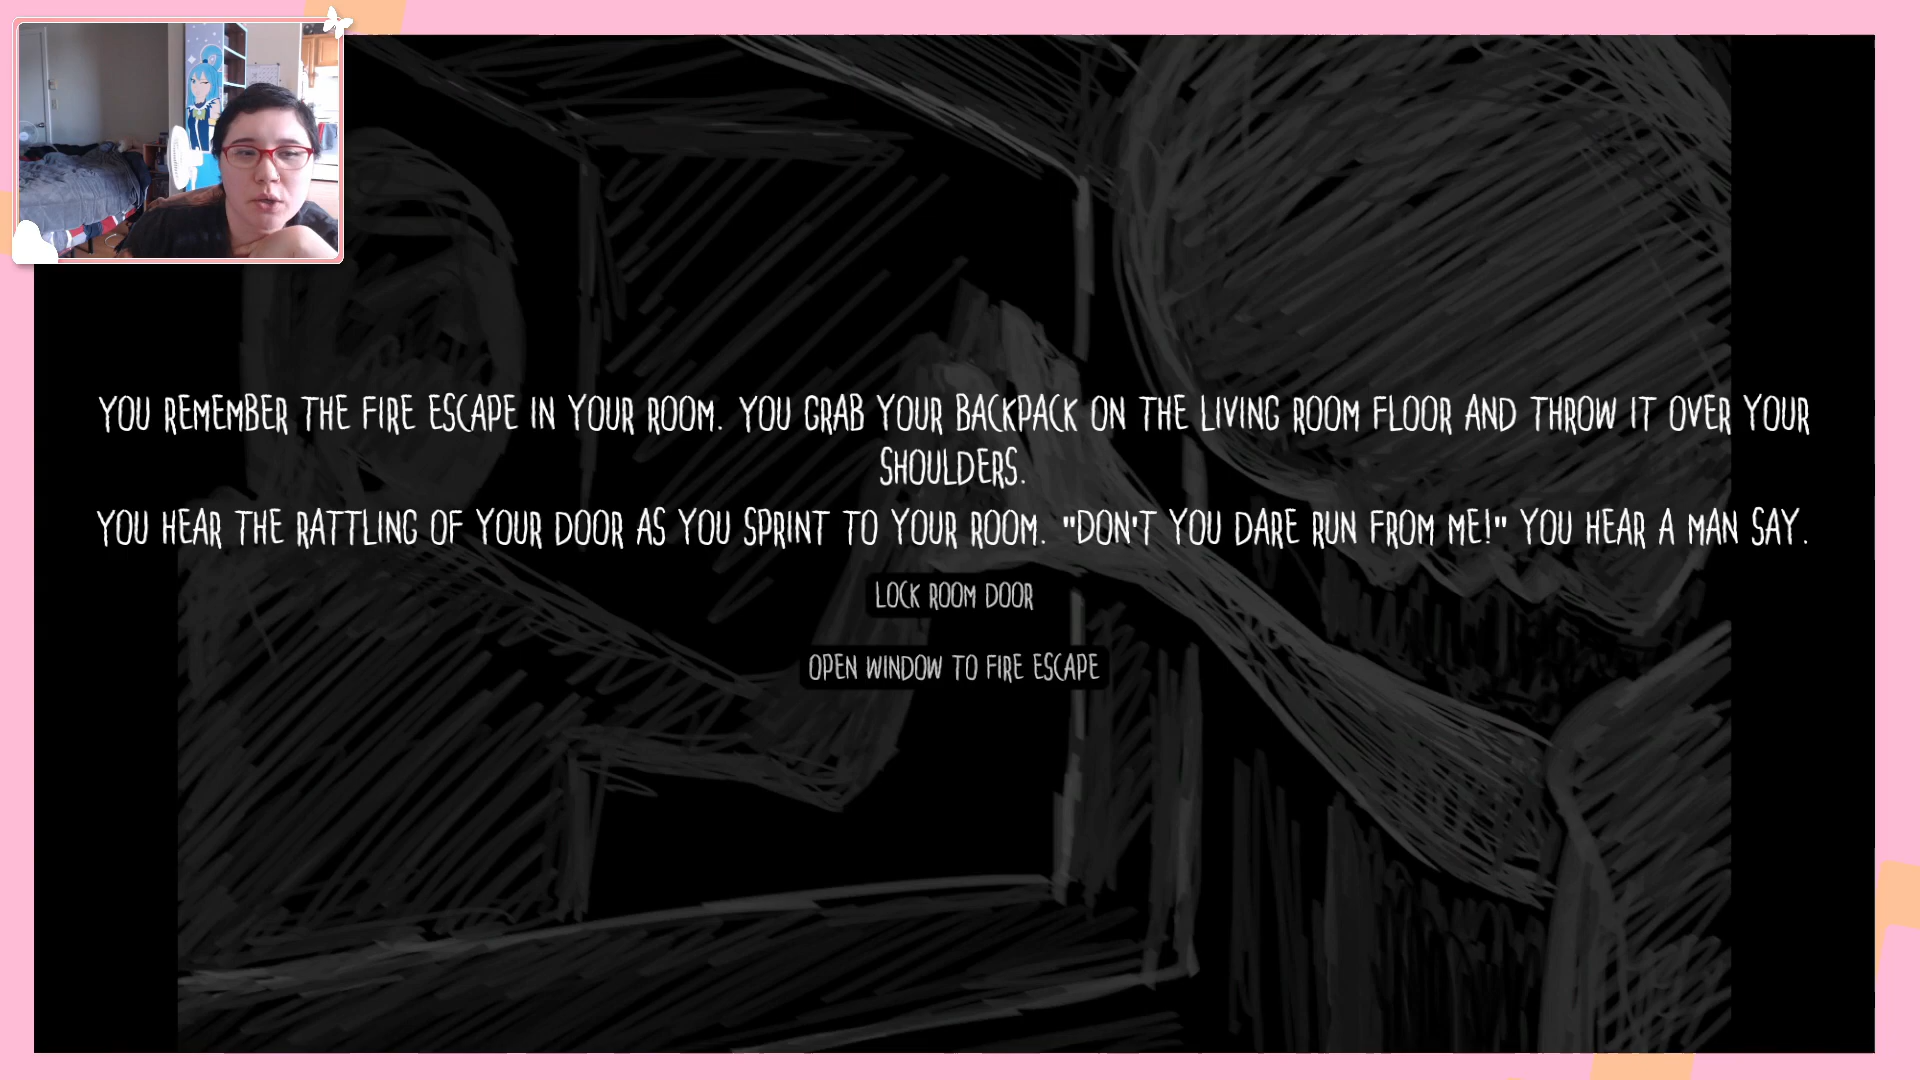 YOU REMEMBER THE FIRE ESCAPE IN YOUR ROOM. YOU GRAB YOUR BACKPACK ON THE LIVING ROOM FLOOR AND THROW IT OVER YOUR
SHOULDERS.
YOU HEAR THE RATTLING OF YOUR DOOR AS YOU SPRINT TO YOUR ROOM. "DON'T YOU DARE RUN FROM ME!" YOU HEAR A MAN SAY.
LOCK ROOM DOOR
OPEN WINDOW TO FIRE ESCAPE